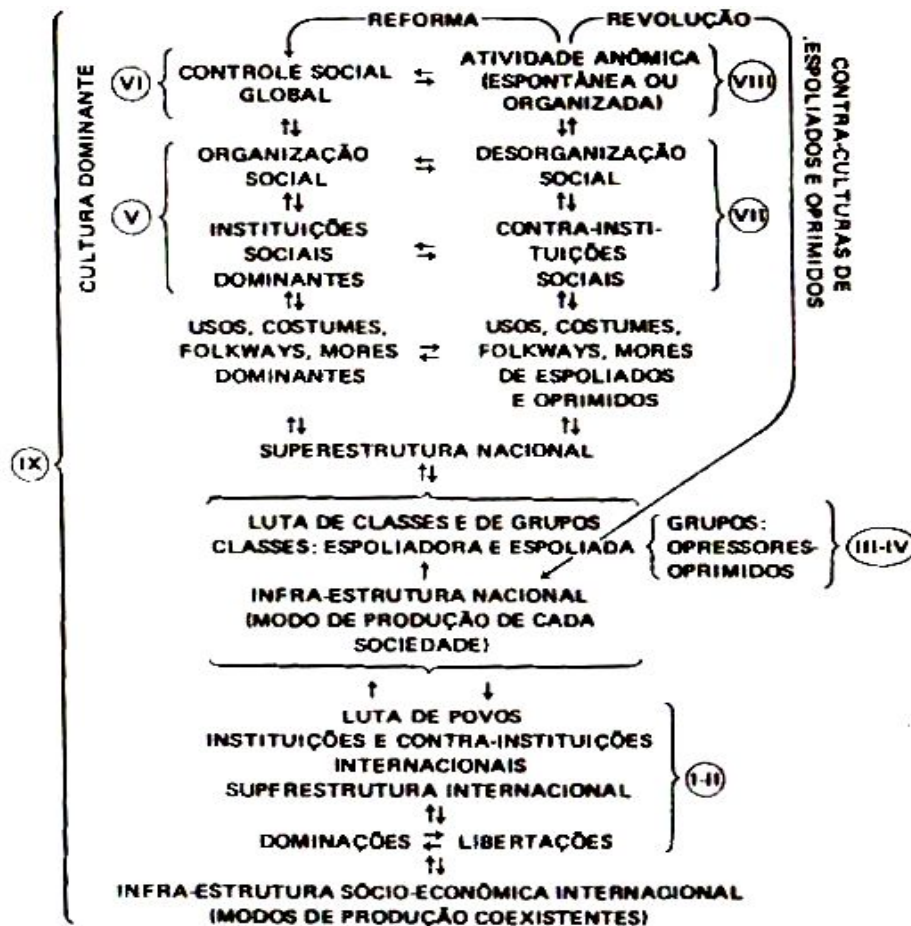 REFORMA
REVOLUÇÃO
CULTURA DOMINANTE
CONTRA-CULTURAS DE
ESPOLIADOS E OPRIMIDOS
VI
CONTROLE SOCIAL
GLOBAL
⇆
ATIVIDADE ANÔMICA
(ESPONTÂNEA OU
ORGANIZADA)
VIII
V
ORGANIZAÇÃO
SOCIAL
⇆
DESORGANIZAÇÃO
SOCIAL
VII
INSTITUIÇÕES
SOCIAIS
DOMINANTES
⇆
CONTRA-INSTI-
TUIÇÕES
SOCIAIS
USOS, COSTUMES,
FOLKWAYS, MORES
DOMINANTES
⇄
USOS, COSTUMES,
FOLKWAYS, MORES
DE ESPOLIADOS
E OPRIMIDOS
IX
SUPERESTRUTURA NACIONAL
LUTA DE CLASSES E DE GRUPOS
CLASSES: ESPOLIADORA E ESPOLIADA
GRUPOS:
OPRESSORES-
OPRIMIDOS
III-IV
INFRA-ESTRUTURA NACIONAL
(MODO DE PRODUÇÃO DE CADA
SOCIEDADE)
LUTA DE POVOS
INSTITUIÇÕES E CONTRA-INSTITUIÇÕES
INTERNACIONAIS
SUPERESTRUTURA INTERNACIONAL
I-II
DOMINAÇÕES ⇄ LIBERTAÇÕES
INFRA-ESTRUTURA SÓCIO-ECONÔMICA INTERNACIONAL
(MODOS DE PRODUÇÃO COEXISTENTES)